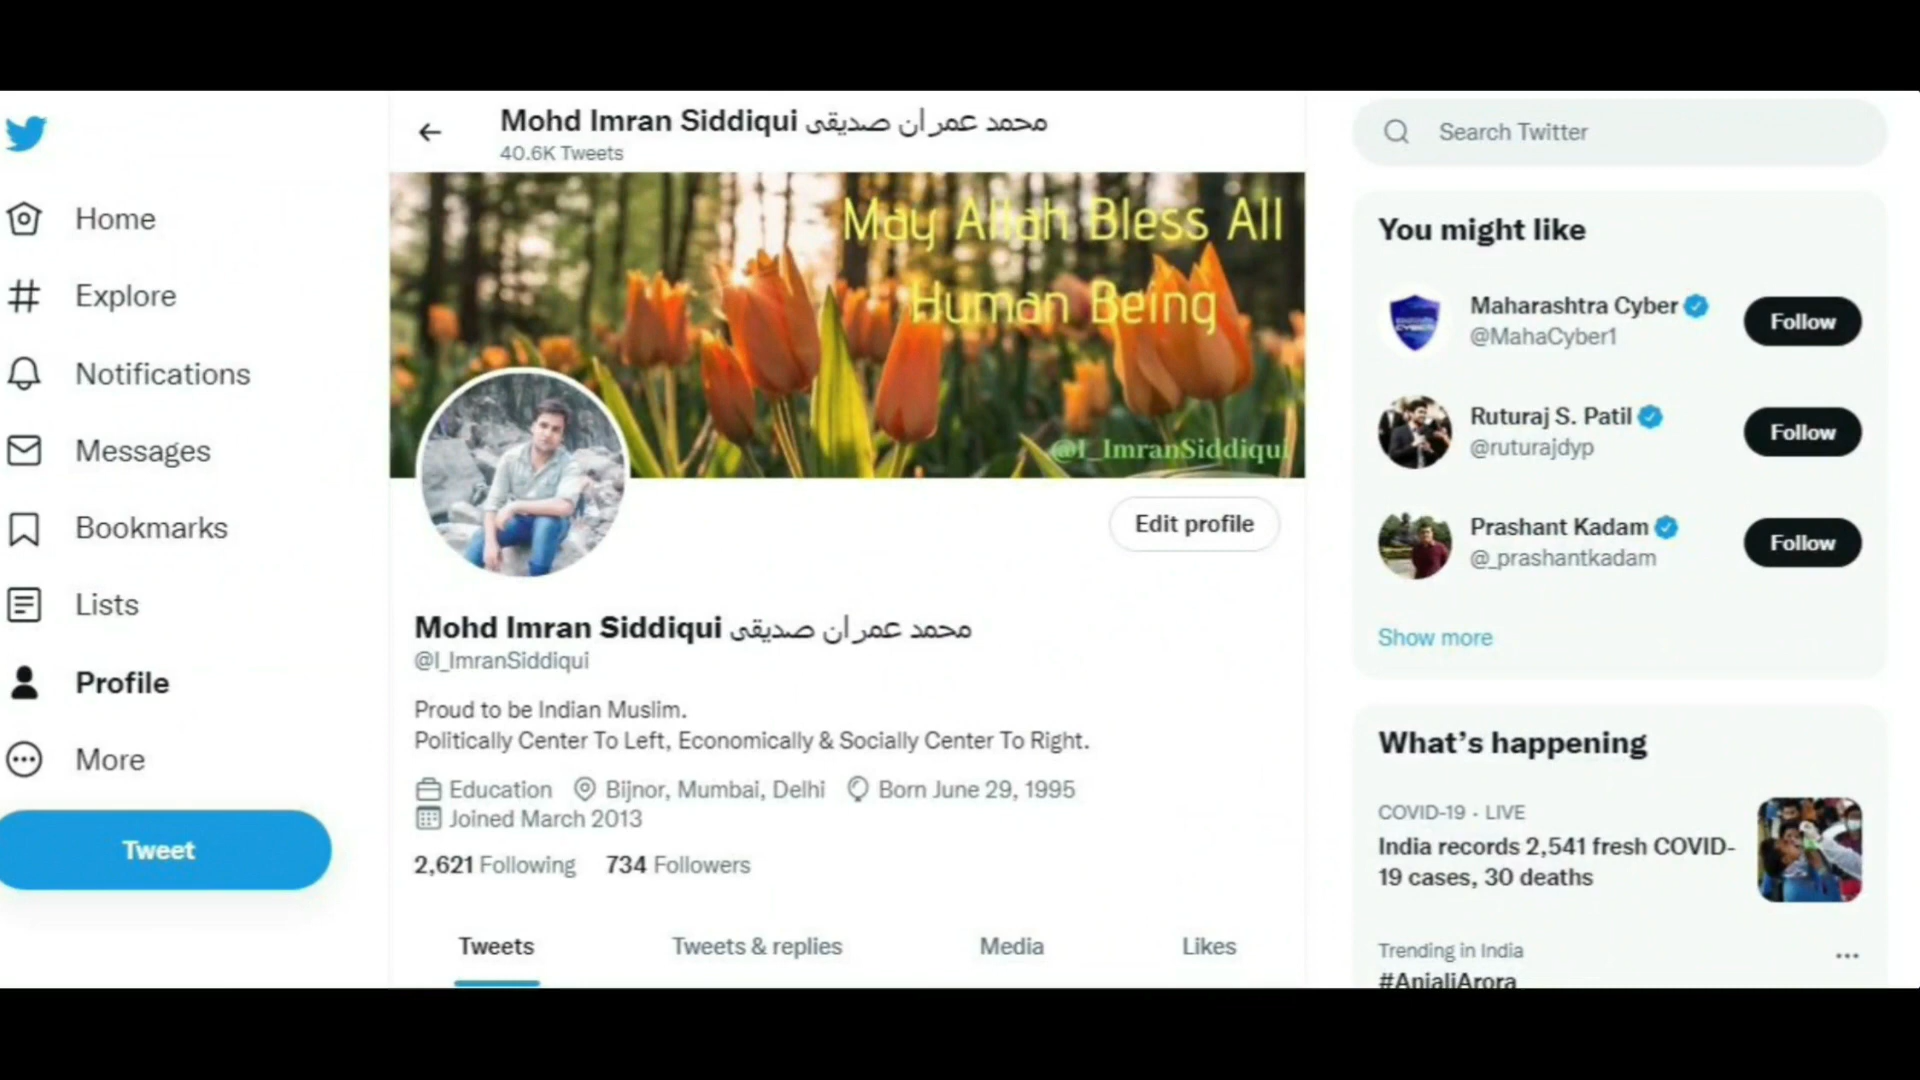 Mohd Imran Siddiqui محمد عمران صدیقی
40.6K Tweets
Home
Explore
Notifications
Messages
Bookmarks
Lists
Profile
More
Tweet
May Allah Bless All
Human Being
@I_ImranSiddiqui
Edit profile
Mohd Imran Siddiqui محمد عمران صدیقی
@I_ImranSiddiqui
Proud to be Indian Muslim.
Politically Center To Left, Economically & Socially Center To Right.
Education Bijnor, Mumbai, Delhi Born June 29, 1995
Joined March 2013
2,621 Following 734 Followers
Tweets Tweets & replies Media Likes
Search Twitter
You might like
Maharashtra Cyber
@MahaCyber1
Follow
Ruturaj S. Patil
@ruturajdyp
Follow
Prashant Kadam
@_prashantkadam
Follow
Show more
What's happening
COVID-19 · LIVE
India records 2,541 fresh COVID-
19 cases, 30 deaths
Trending in India
#AnjaliArora